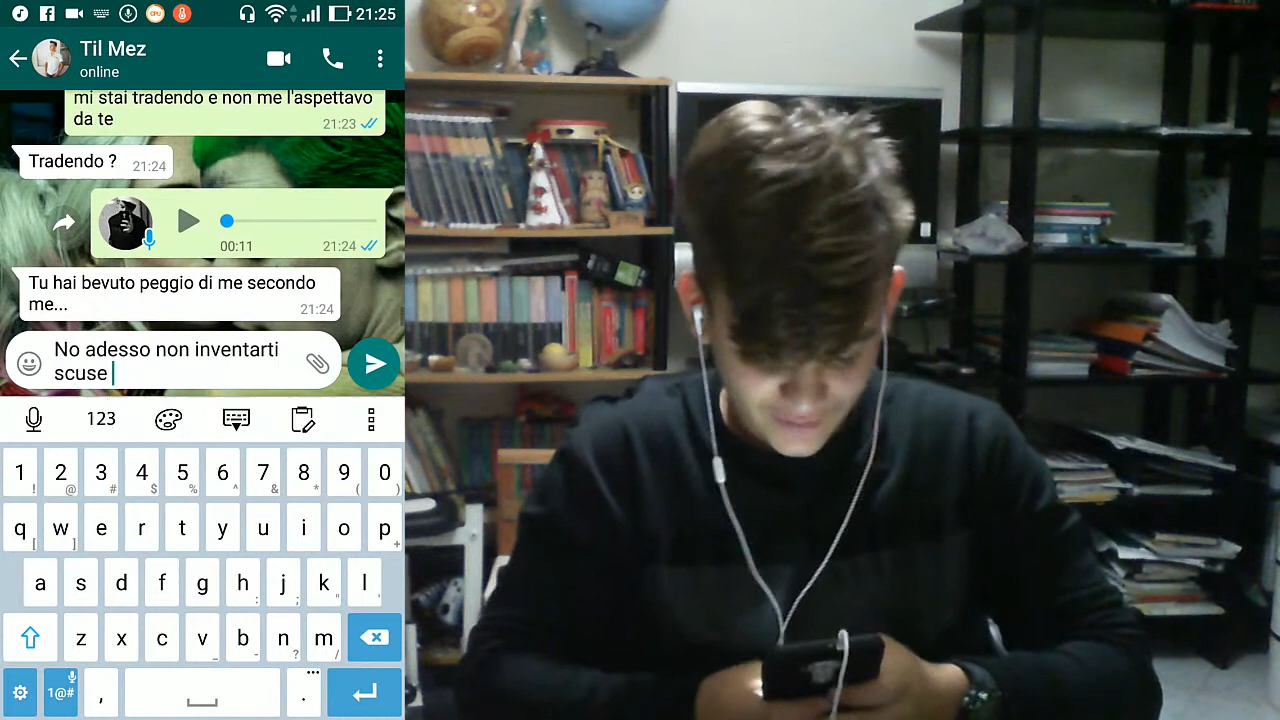 21:25
Til Mez
online
mi stai tradendo e non me l'aspettavo
da te
21:23
Tradendo ?
21:24
00:11
21:24
Tu hai bevuto peggio di me secondo
me...
21:24
No adesso non inventarti
scuse
123
1 2 3 4 5 6 7 8 9 0
! @ # $ % ^ & * ( )
q w e r t y u i o p
[ ] +
a s d f g h j k l
: ; " '
z x c v b n m
_ - ? /
1@# , .